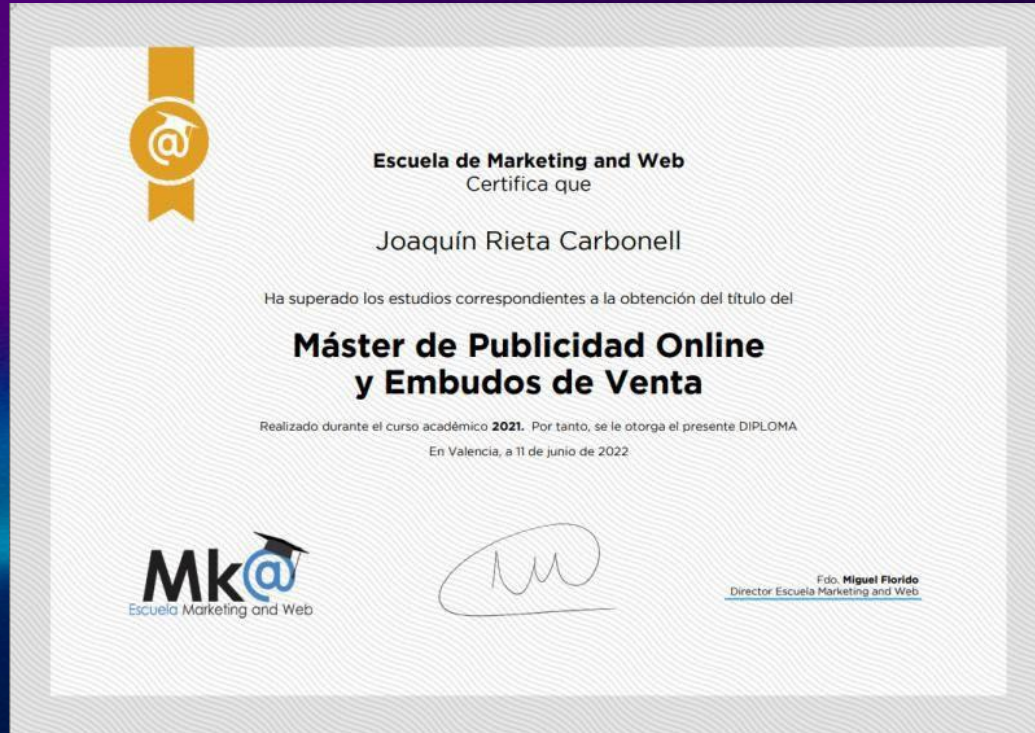 Escuela de Marketing and Web
Certifica que
Joaquín Rieta Carbonell
Ha superado los estudios correspondientes a la obtención del título del
Máster de Publicidad Online
y Embudos de Venta
Realizado durante el curso académico 2021. Por tanto, se le otorga el presente DIPLOMA
En Valencia, a 11 de junio de 2022
Mk@
Escuela Marketing and Web
Fdo. Miguel Florido
Director Escuela Marketing and Web